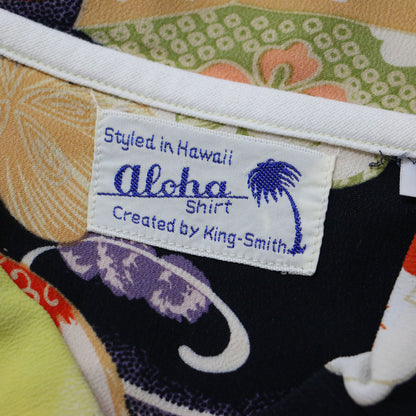 Styled in Hawaii
aloha
Shirt
Created by King-Smith